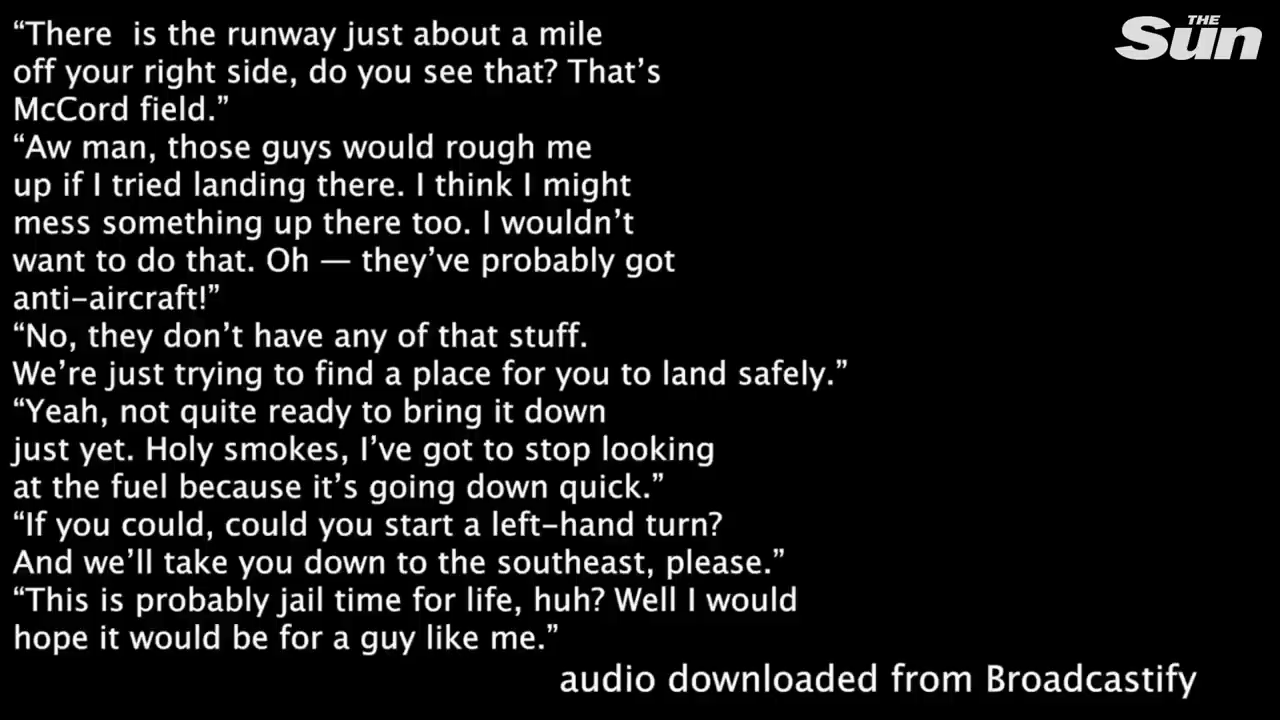 “There is the runway just about a mile
off your right side, do you see that? That’s
McCord field.”
“Aw man, those guys would rough me
up if I tried landing there. I think I might
mess something up there too. I wouldn’t
want to do that. Oh — they’ve probably got
anti-aircraft!”
“No, they don’t have any of that stuff.
We’re just trying to find a place for you to land safely.”
“Yeah, not quite ready to bring it down
just yet. Holy smokes, I’ve got to stop looking
at the fuel because it’s going down quick.”
“If you could, could you start a left-hand turn?
And we’ll take you down to the southeast, please.”
“This is probably jail time for life, huh? Well I would
hope it would be for a guy like me.”
audio downloaded from Broadcastify
THE
Sun